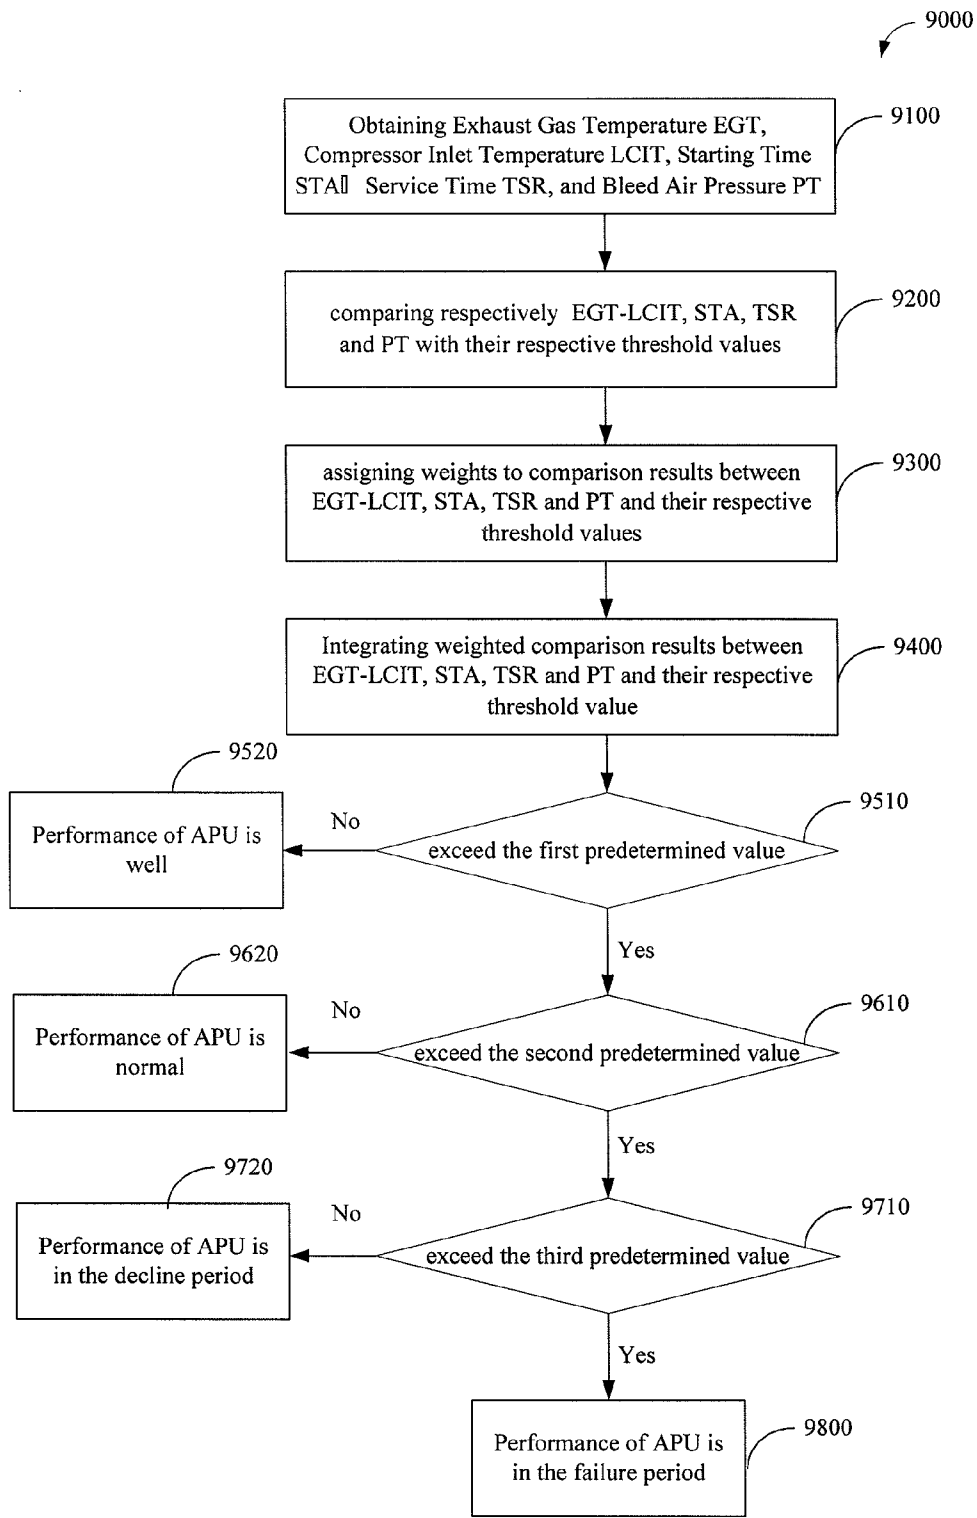 9000
9100
Obtaining Exhaust Gas Temperature EGT,
Compressor Inlet Temperature LCIT, Starting Time
STA▯ Service Time TSR, and Bleed Air Pressure PT
9200
comparing respectively EGT-LCIT, STA, TSR
and PT with their respective threshold values
9300
assigning weights to comparison results between
EGT-LCIT, STA, TSR and PT and their respective
threshold values
9400
Integrating weighted comparison results between
EGT-LCIT, STA, TSR and PT and their respective
threshold value
9520
9510
Performance of APU is
well
No
exceed the first predetermined value
Yes
9620
9610
Performance of APU is
normal
No
exceed the second predetermined value
Yes
9720
9710
Performance of APU is
in the decline period
No
exceed the third predetermined value
Yes
9800
Performance of APU is
in the failure period